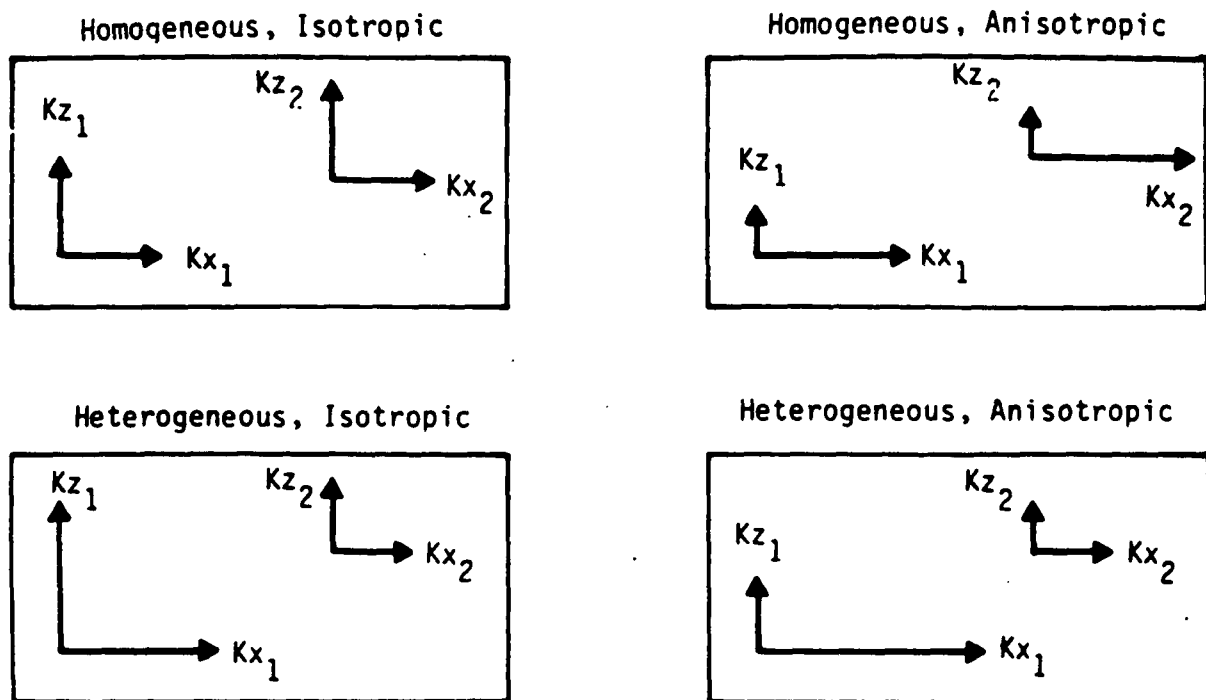 Homogeneous, Isotropic
Kz1
Kx1
Kz2
Kx2
Homogeneous, Anisotropic
Kz1
Kx1
Kz2
Kx2
Heterogeneous, Isotropic
Kz1
Kx1
Kz2
Kx2
Heterogeneous, Anisotropic
Kz1
Kx1
Kz2
Kx2